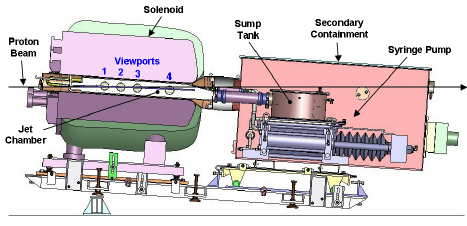 Solenoid
Sump
Tank
Secondary
Containment
Syringe Pump
Proton
Beam
Viewports
1 2 3 4
Jet
Chamber